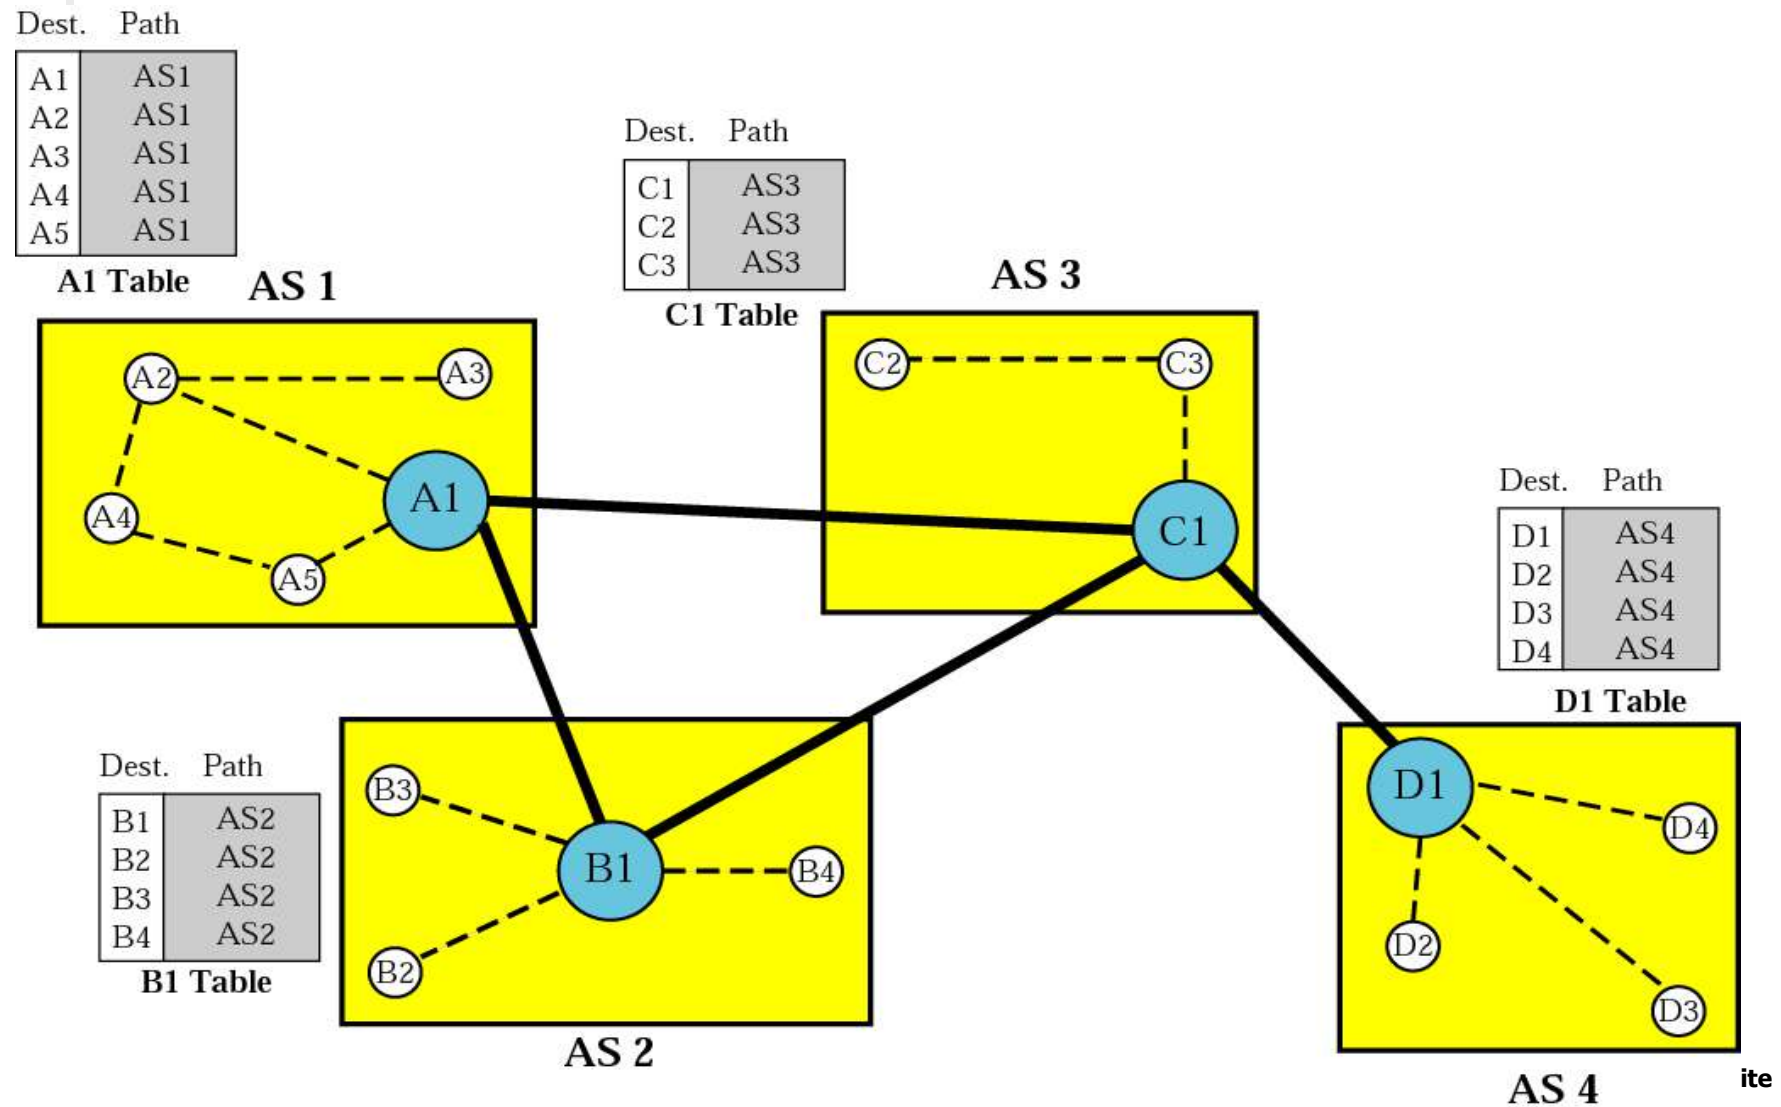 Dest. Path
A1 AS1
A2 AS1
A3 AS1
A4 AS1
A5 AS1
A1 Table
AS 1
Dest. Path
C1 AS3
C2 AS3
C3 AS3
C1 Table
AS 3
A2
A3
A1
A4
A5
C2
C3
C1
Dest. Path
D1 AS4
D2 AS4
D3 AS4
D4 AS4
D1 Table
Dest. Path
B1 AS2
B2 AS2
B3 AS2
B4 AS2
B1 Table
B3
B1
B4
B2
AS 2
D1
D4
D2
D3
AS 4
ite